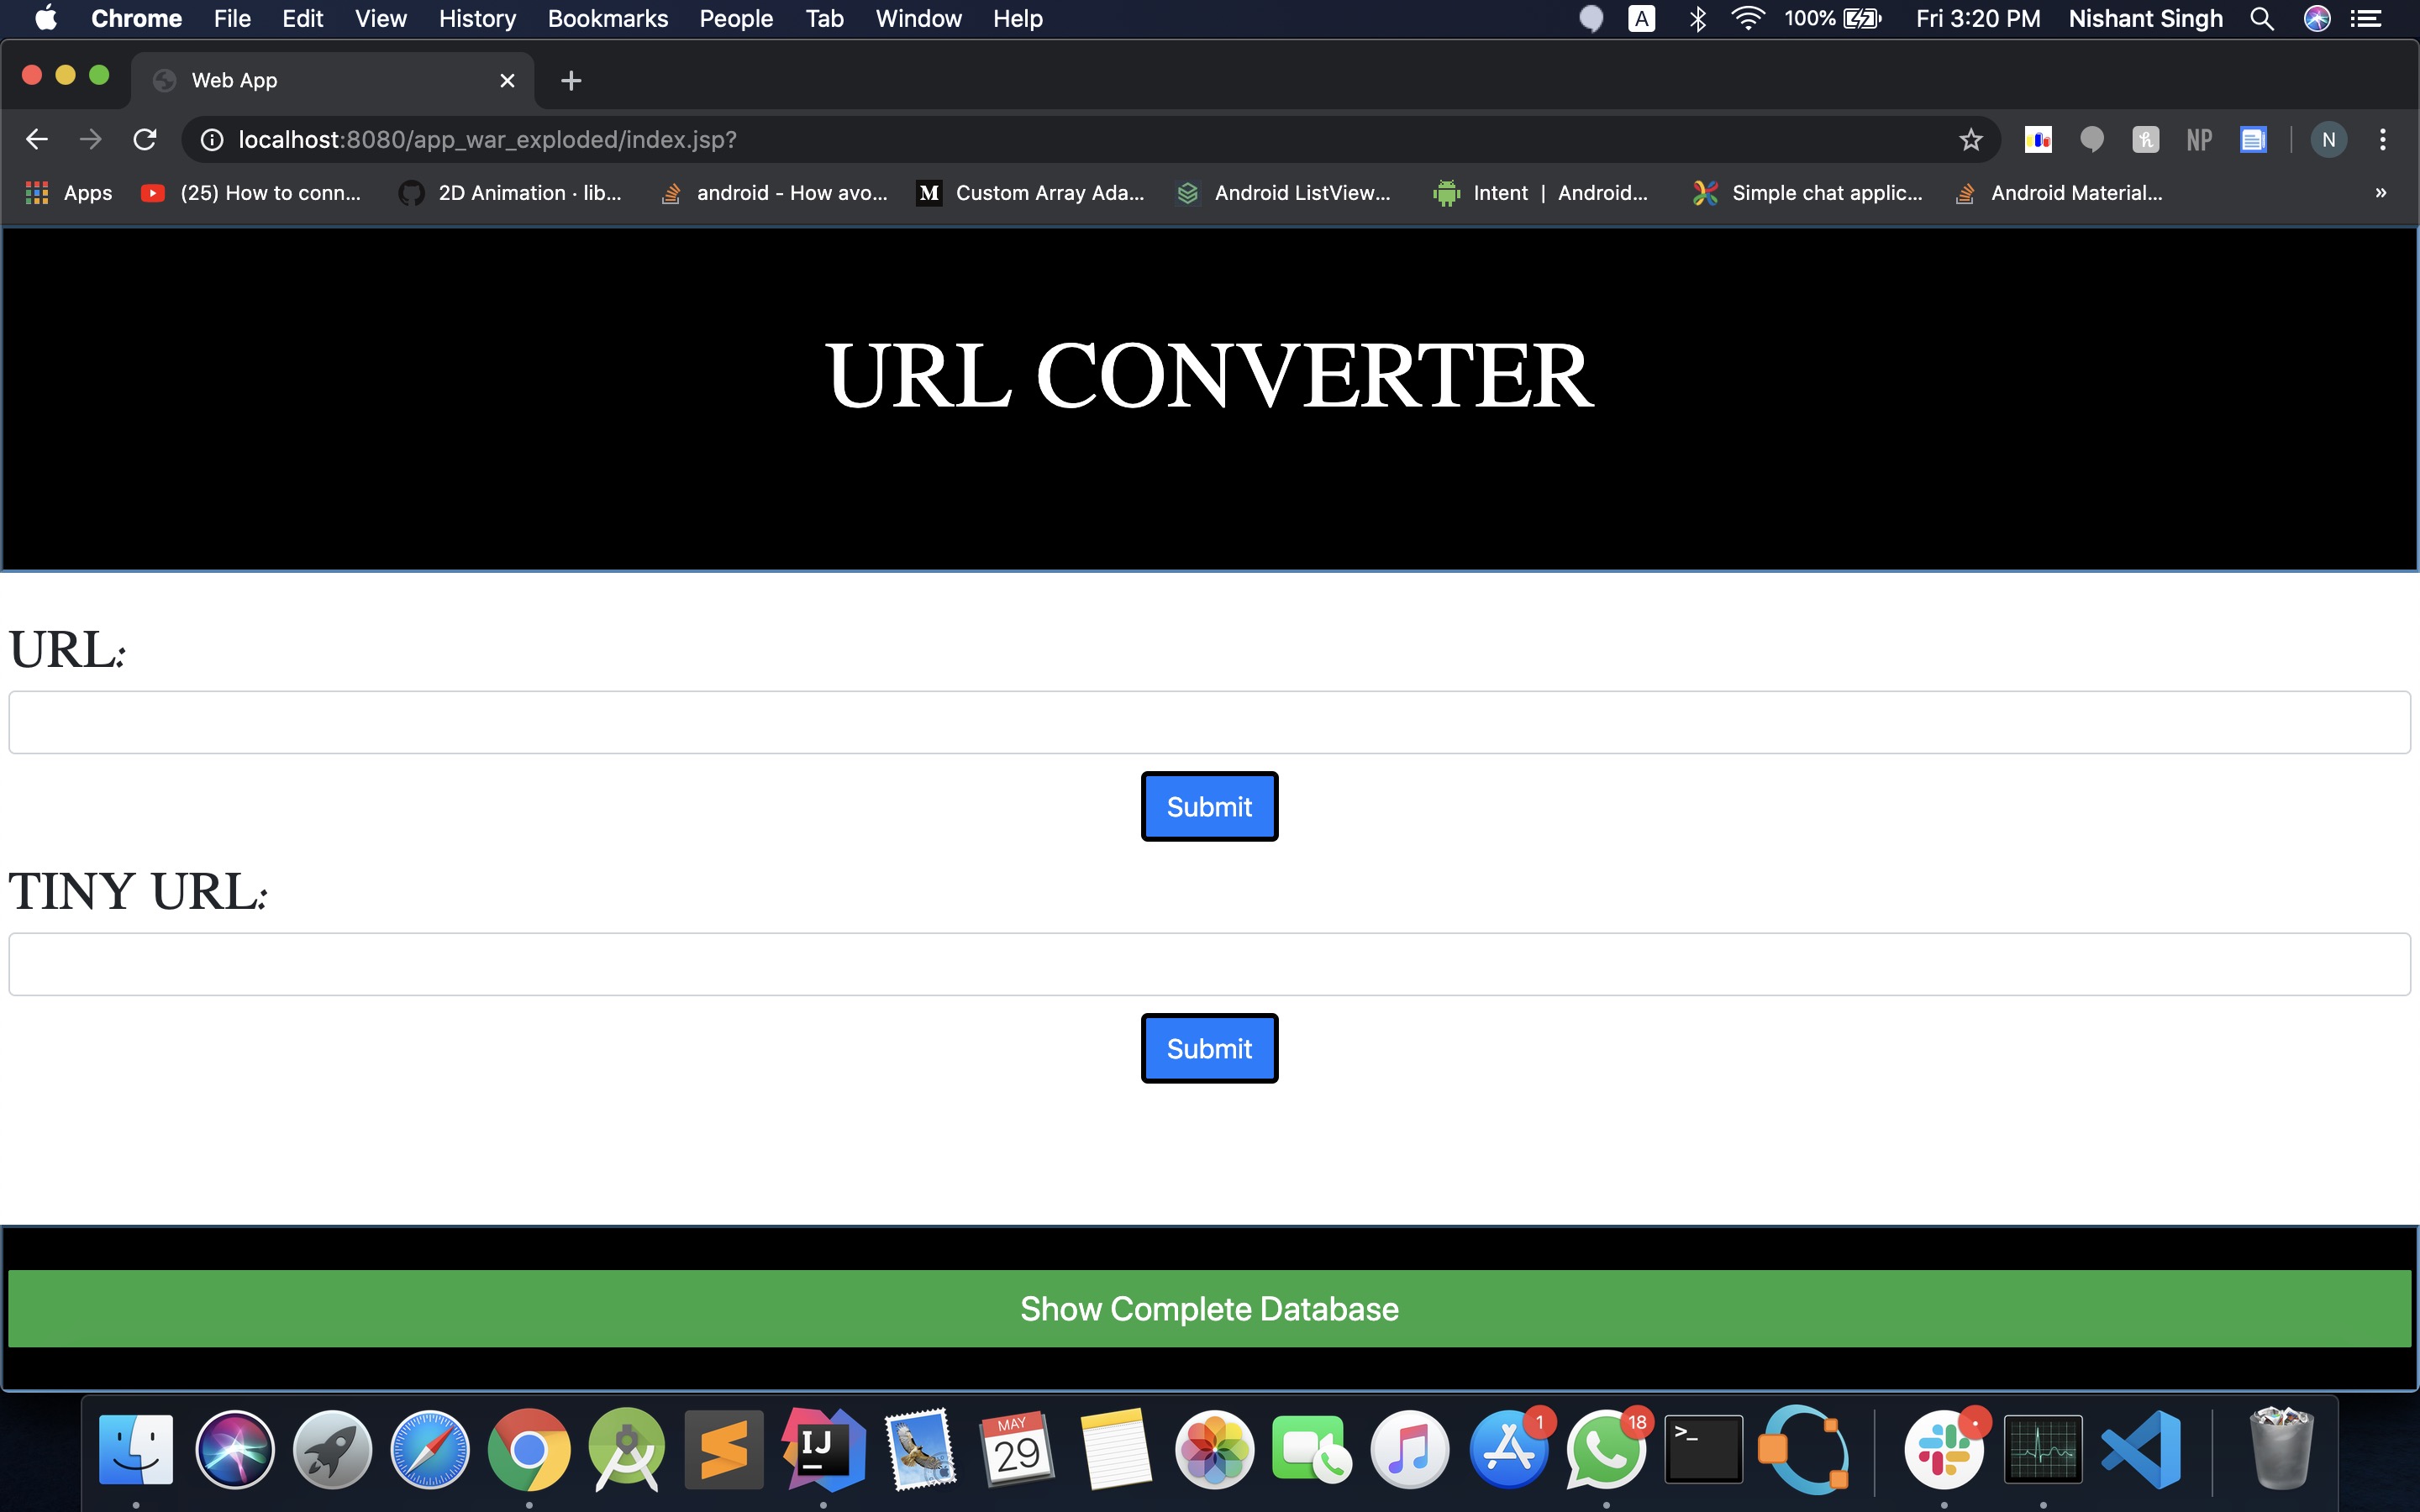 Chrome File Edit View History Bookmarks People Tab Window Help A 100% Fri 3:20 PM Nishant Singh
Web App
localhost:8080/app_war_exploded/index.jsp? NP N
Apps (25) How to conn... 2D Animation · lib... android - How avo... M Custom Array Ada... Android ListView... Intent | Android... Simple chat applic... Android Material... »
URL CONVERTER
URL:
Submit
TINY URL:
Submit
Show Complete Database
IJ MAY 29 1 18 >_